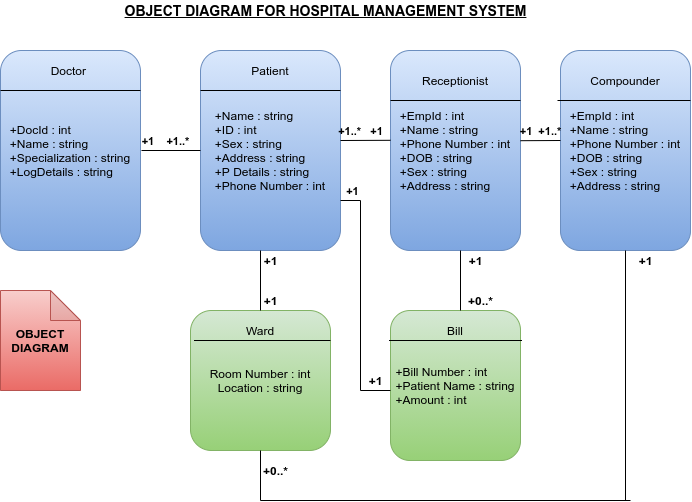 OBJECT DIAGRAM FOR HOSPITAL MANAGEMENT SYSTEM
Doctor
+DocId : int
+Name : string
+Specialization : string
+LogDetails : string
+1
+1..*
Patient
+Name : string
+ID : int
+Sex : string
+Address : string
+P Details : string
+Phone Number : int
+1..*
+1
Receptionist
+EmpId : int
+Name : string
+Phone Number : int
+DOB : string
+Sex : string
+Address : string
+1
+1..*
Compounder
+EmpId : int
+Name : string
+Phone Number : int
+DOB : string
+Sex : string
+Address : string
+1
+1
+1
+1
+1
+0..*
OBJECT
DIAGRAM
Ward
Room Number : int
Location : string
+1
Bill
+Bill Number : int
+Patient Name : string
+Amount : int
+0..*